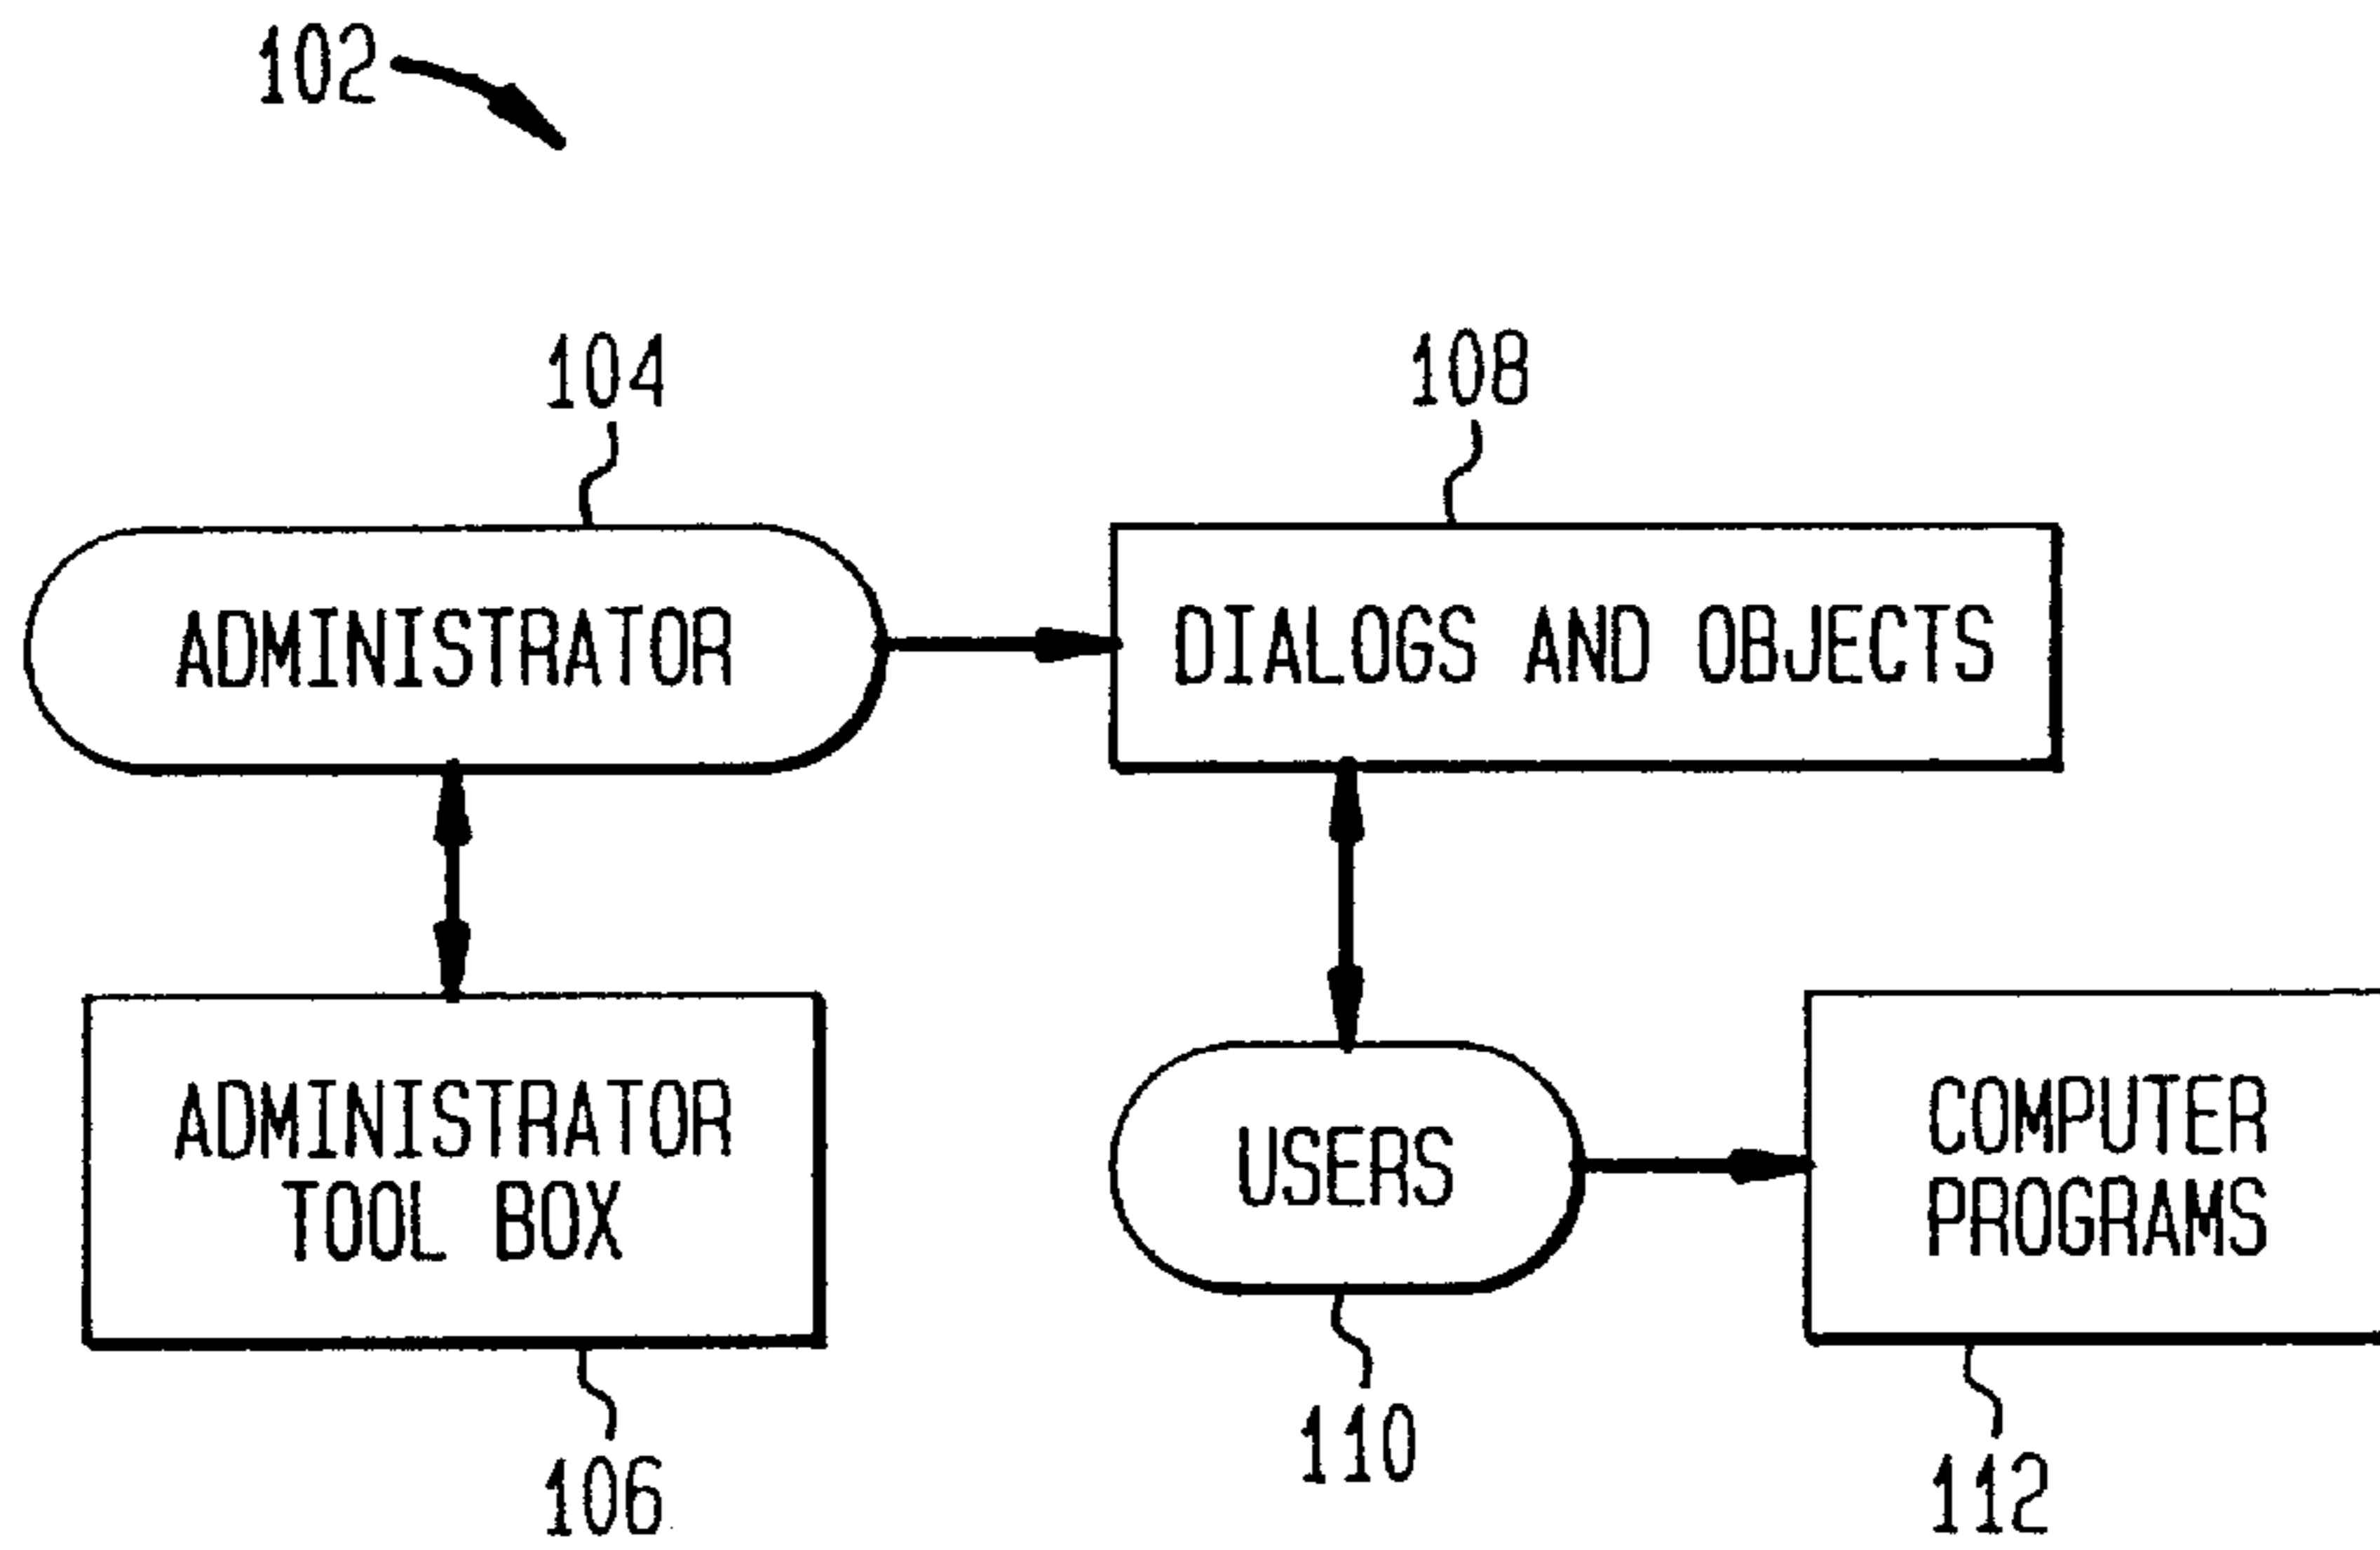 102
104
108
ADMINISTRATOR
DIALOGS AND OBJECTS
ADMINISTRATOR
TOOL BOX
USERS
COMPUTER
PROGRAMS
106
110
112